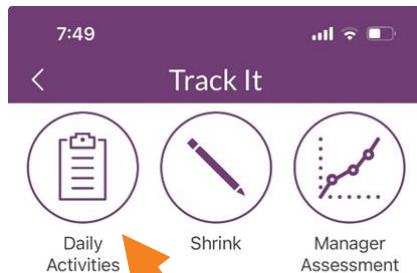 7:49
Track It
Daily
Activities
Shrink
Manager
Assessment